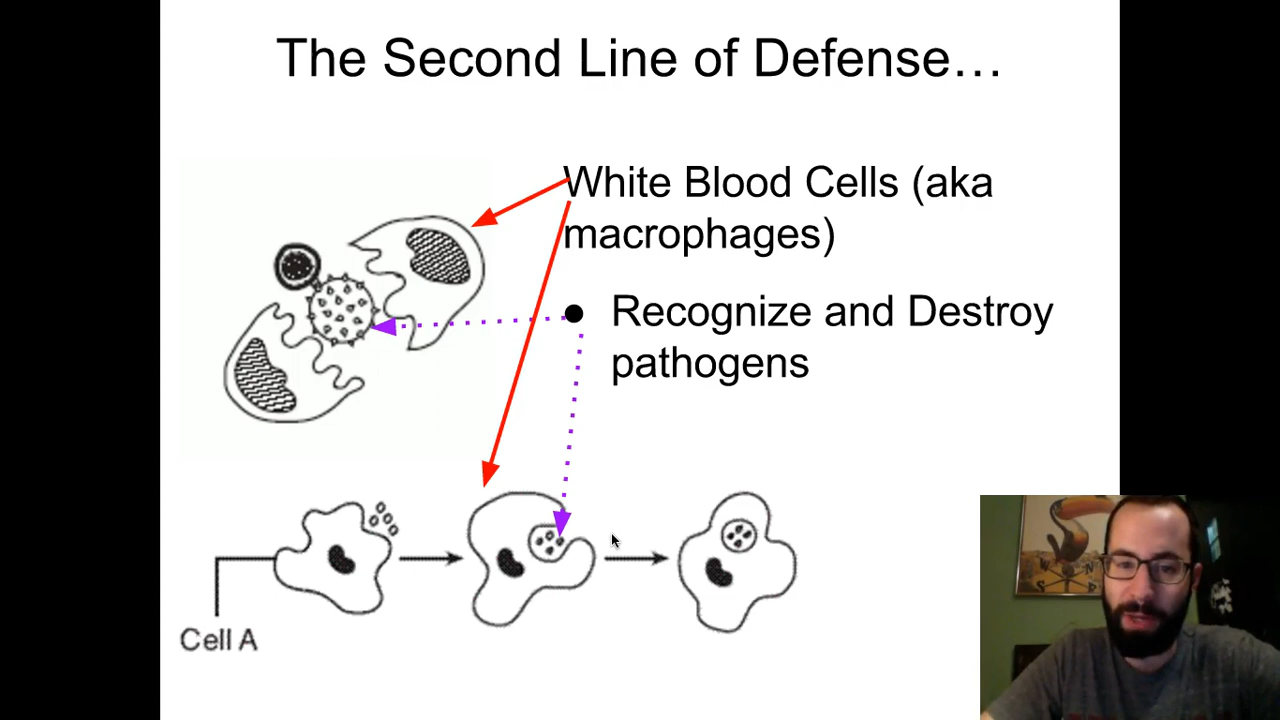 The Second Line of Defense…
White Blood Cells (aka
macrophages)
● Recognize and Destroy
pathogens
Cell A